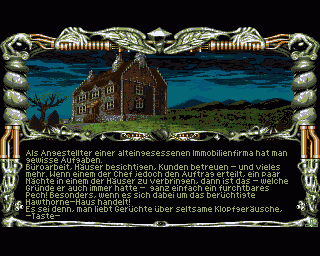 Als Angestellter einer alteingesessenen Immobilienfirma hat man
gewisse Aufgaben.
Büroarbeit, Häuser besichtigen, Kunden betreuen - und vieles
mehr. Wenn einem der Chef jedoch den Auftrag erteilt, ein paar
Nächte in einem der Häuser zu verbringen, dann ist das - welche
Gründe er auch immer hatte - ganz einfach ein furchtbares
Pech! Besonders, wenn es sich dabei um das berüchtigte
Hawthorne-Haus handelt!
Es sei denn, man liebt Gerüchte über seltsame Klopfgeräusche,
-Taste-